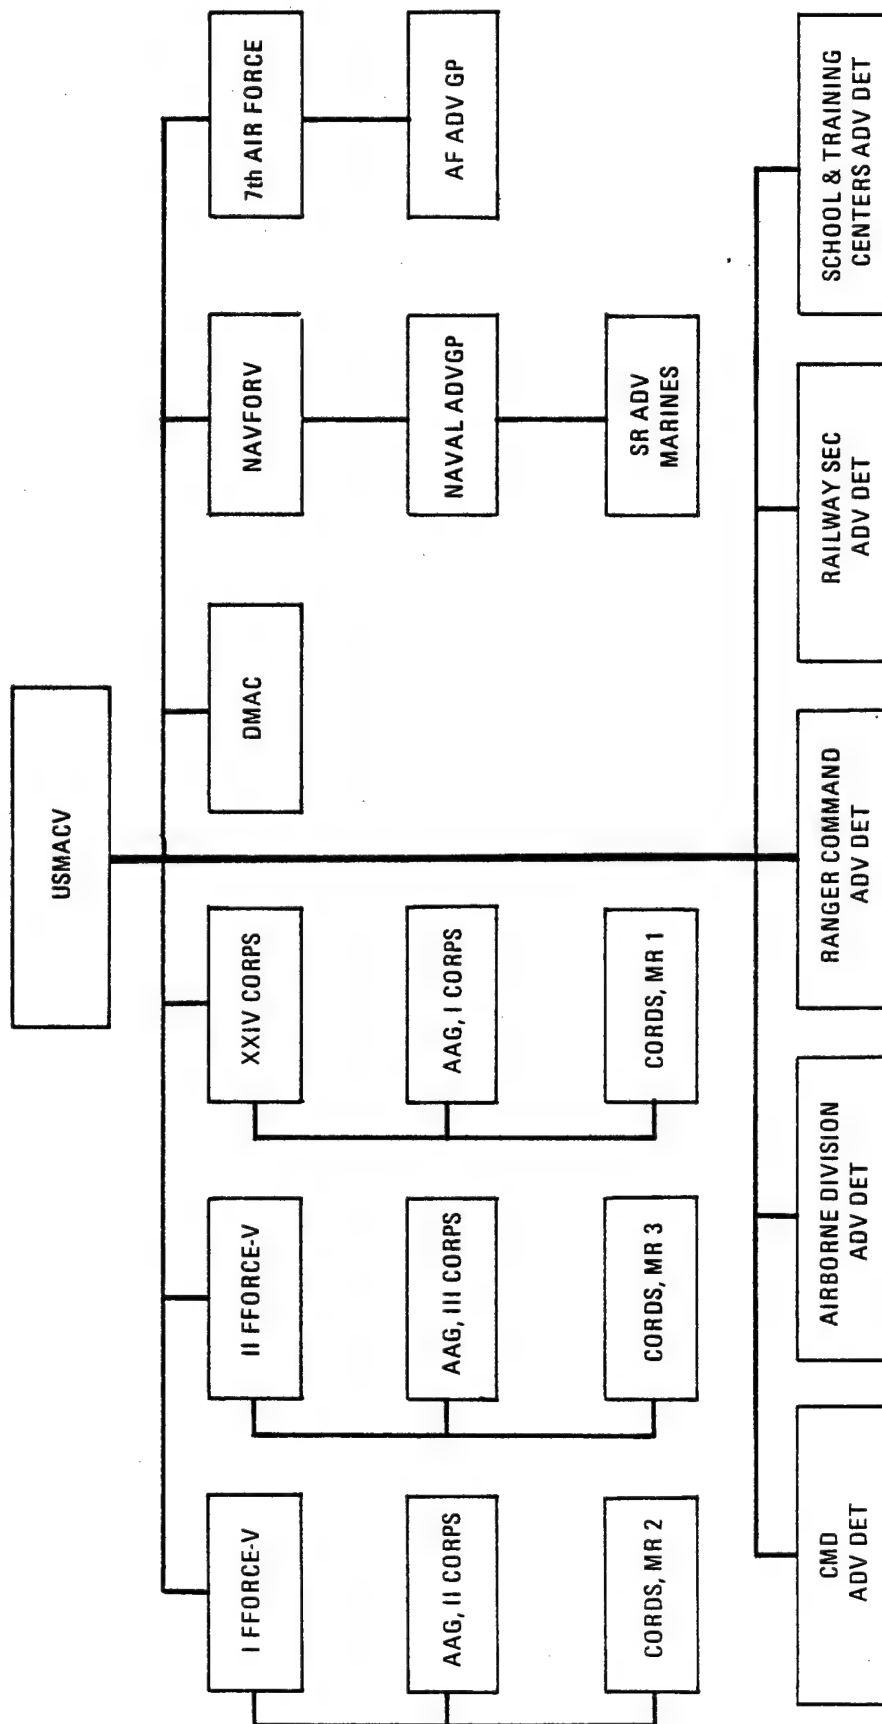 USMACV
I FFORCE-V
II FFORCE-V
XXIV CORPS
DMAC
NAVFORV
7th AIR FORCE
AAG, II CORPS
AAG, III CORPS
AAG, I CORPS
NAVAL ADVGP
AF ADV GP
CORDS, MR 2
CORDS, MR 3
CORDS, MR 1
SR ADV
MARINES
CMD
ADV DET
AIRBORNE DIVISION
ADV DET
RANGER COMMAND
ADV DET
RAILWAY SEC
ADV DET
SCHOOL & TRAINING
CENTERS ADV DET